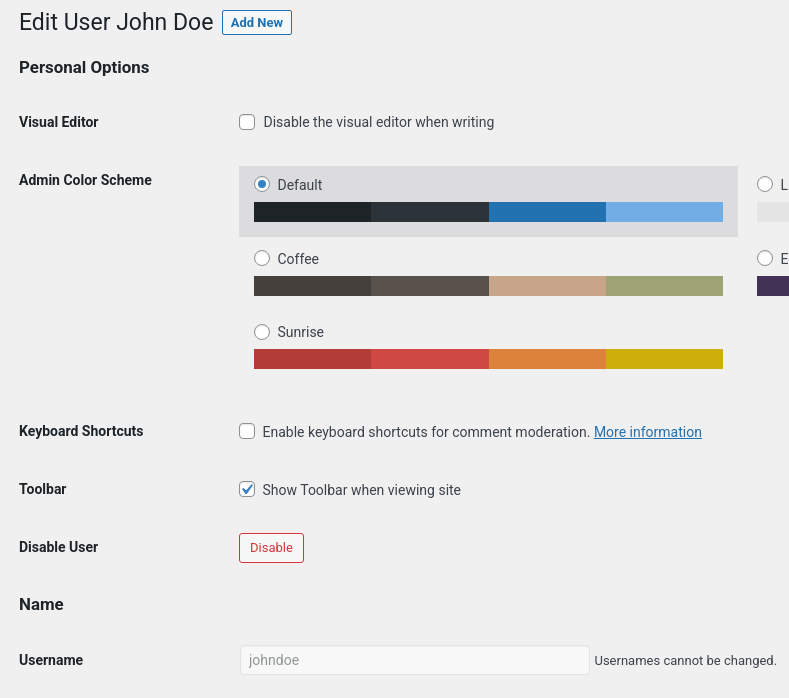 Edit User John Doe Add New
Personal Options
Visual Editor Disable the visual editor when writing
Admin Color Scheme Default
Coffee
Sunrise
Keyboard Shortcuts Enable keyboard shortcuts for comment moderation. More information
Toolbar Show Toolbar when viewing site
Disable User Disable
Name
Username johndoe Usernames cannot be changed.